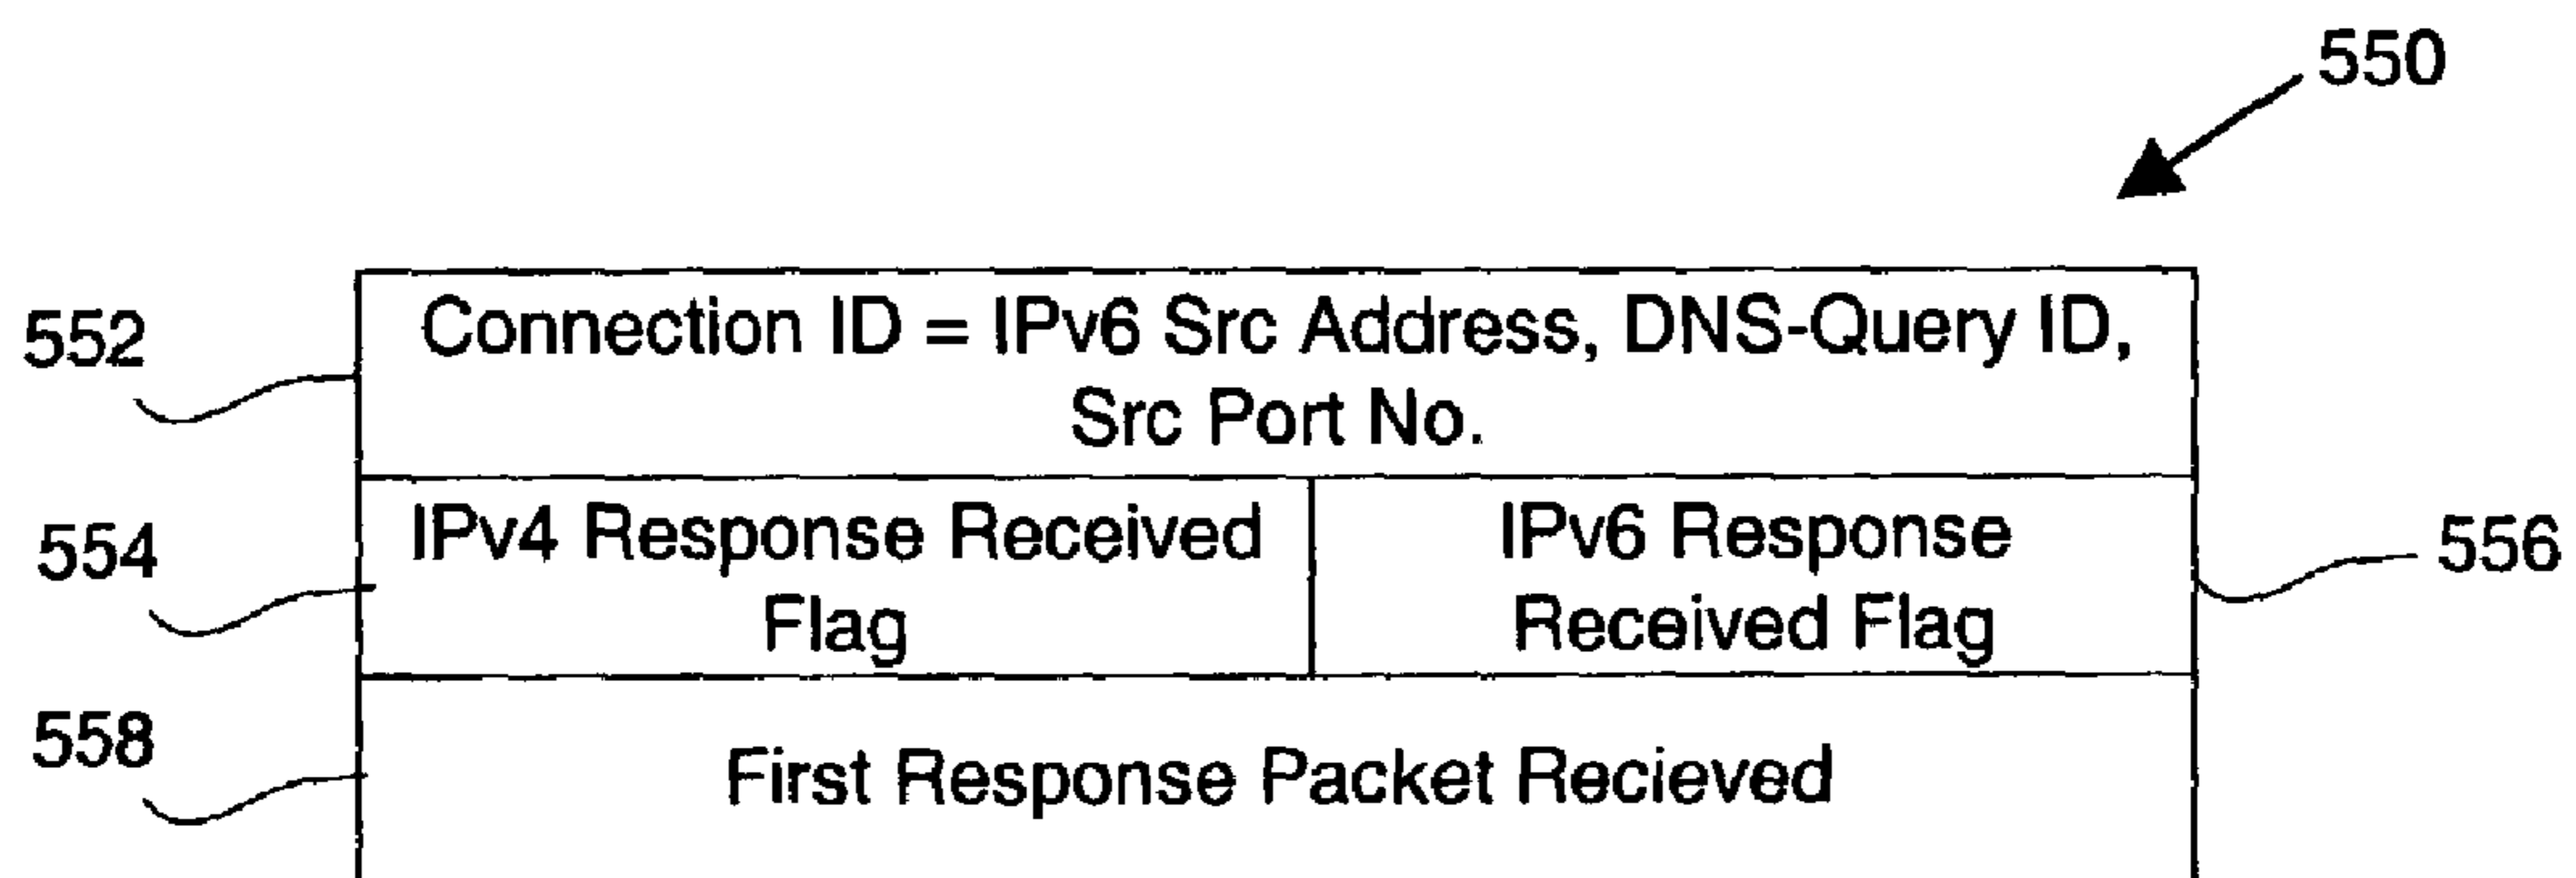 550
552
Connection ID = IPv6 Src Address, DNS-Query ID,
Src Port No.
554
IPv4 Response Received
Flag
IPv6 Response
Received Flag
556
558
First Response Packet Recieved